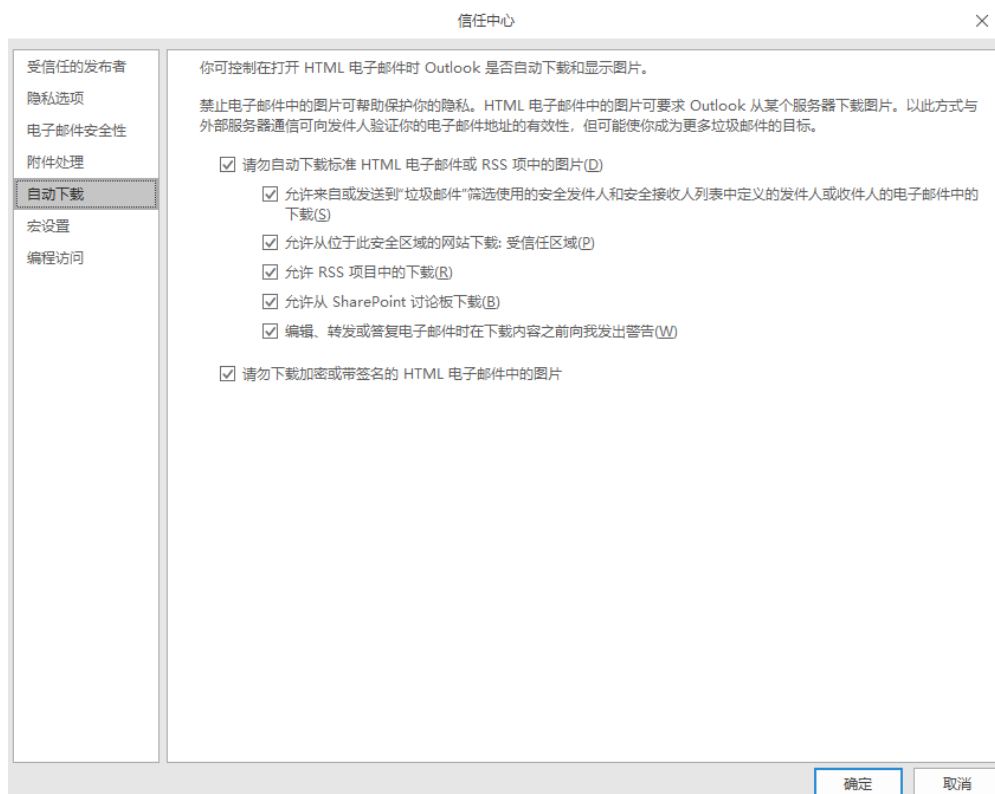 信任中心
受信任的发布者
隐私选项
电子邮件安全性
附件处理
自动下载
宏设置
编程访问
你可控制在打开 HTML 电子邮件时 Outlook 是否自动下载和显示图片。
禁止电子邮件中的图片可帮助保护你的隐私。HTML 电子邮件中的图片可要求 Outlook 从某个服务器下载图片。以此方式与
外部服务器通信可向发件人验证你的电子邮件地址的有效性，但可能使你成为更多垃圾邮件的目标。
请勿自动下载标准 HTML 电子邮件或 RSS 项中的图片(D)
允许来自或发送到“垃圾邮件”筛选使用的安全发件人和安全接收人列表中定义的发件人或收件人的电子邮件中的
下载(S)
允许从位于此安全区域的网站下载: 受信任区域(P)
允许 RSS 项目中的下载(R)
允许从 SharePoint 讨论板下载(B)
编辑、转发或答复电子邮件时在下载内容之前向我发出警告(W)
请勿下载加密或带签名的 HTML 电子邮件中的图片
确定
取消